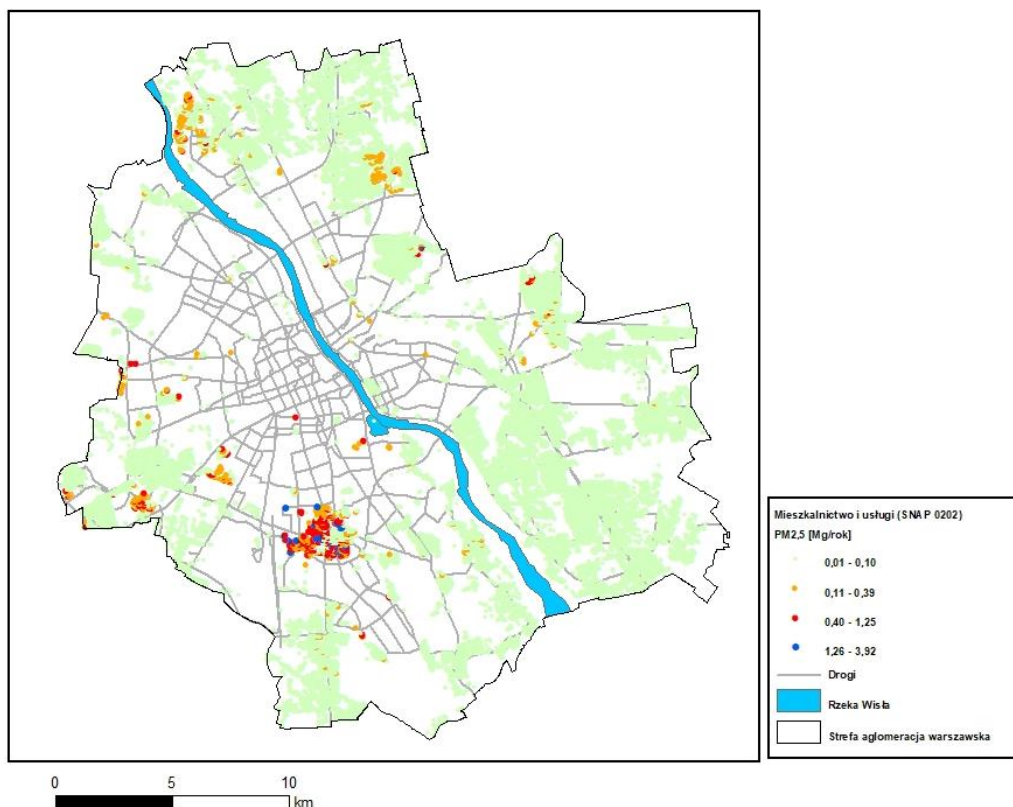 Mieszkalnictwo i usługi (SNAP 0202)
PM2,5 [Mg/rok]
0,01 - 0,10
0,11 - 0,39
0,40 - 1,25
1,26 - 3,92
Drogi
Rzeka Wisła
Strefa aglomeracja warszawska
0 5 10
km